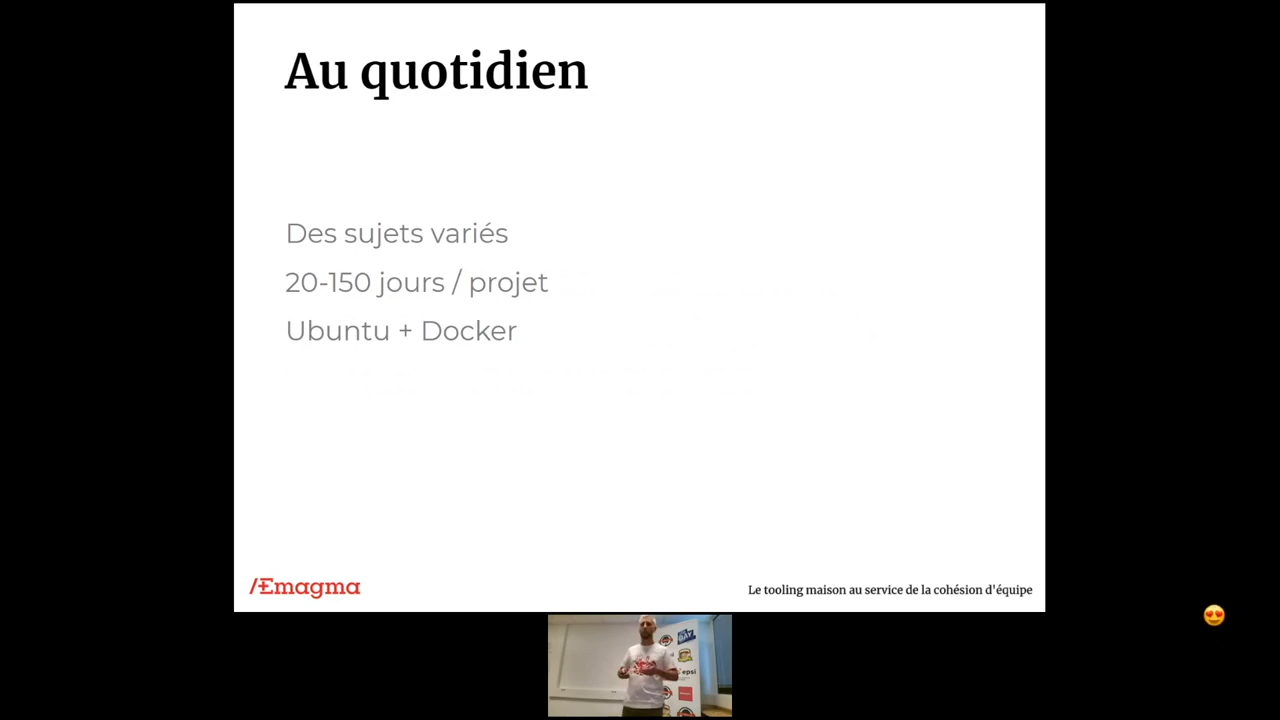 Au quotidien
Des sujets variés
20-150 jours / projet
Ubuntu + Docker
/Emagma
Le tooling maison au service de la cohésion d'équipe
epsi